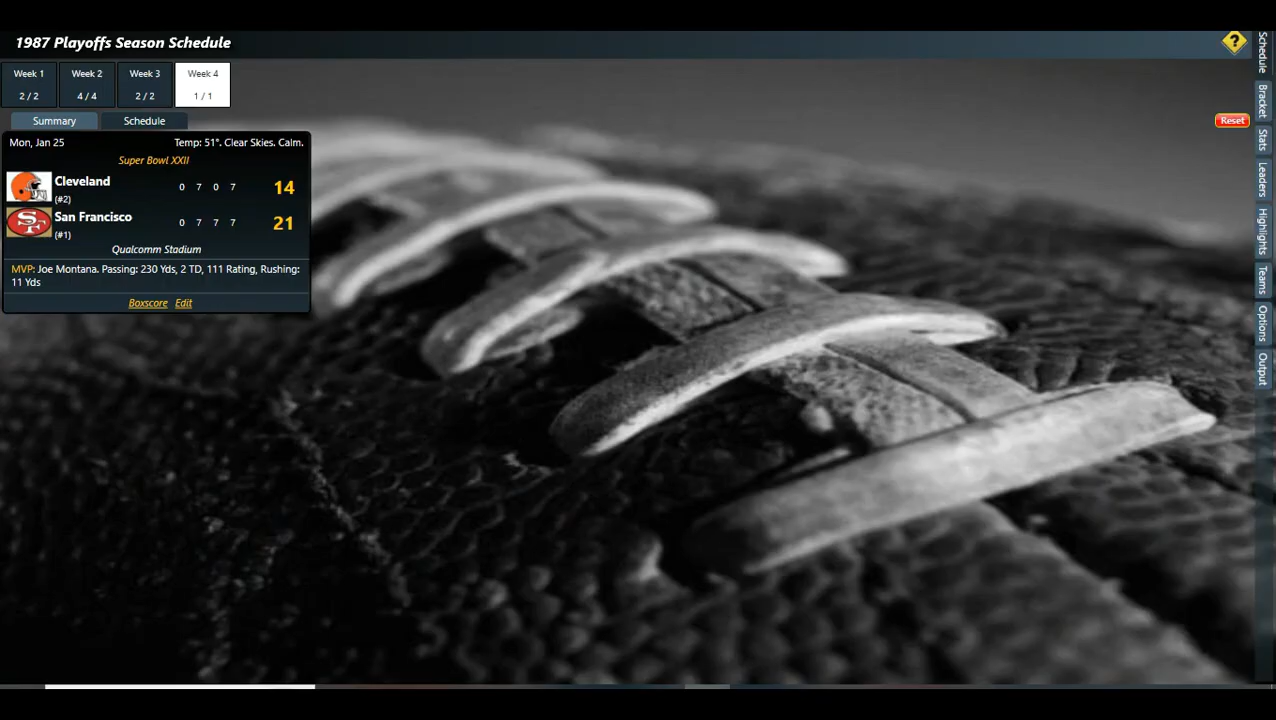 1987 Playoffs Season Schedule
?
Week 1 Week 2 Week 3 Week 4
2 / 2 4 / 4 2 / 2 1 / 1
Summary Schedule
Reset
Mon, Jan 25 Temp: 51°. Clear Skies. Calm.
Super Bowl XXII
Cleveland 0 7 0 7 14
(#2)
San Francisco 0 7 7 7 21
(#1)
SF
Qualcomm Stadium
MVP: Joe Montana. Passing: 230 Yds, 2 TD, 111 Rating, Rushing:
11 Yds
Boxscore Edit
Schedule
Bracket
Stats
Leaders
Highlights
Teams
Options
Output